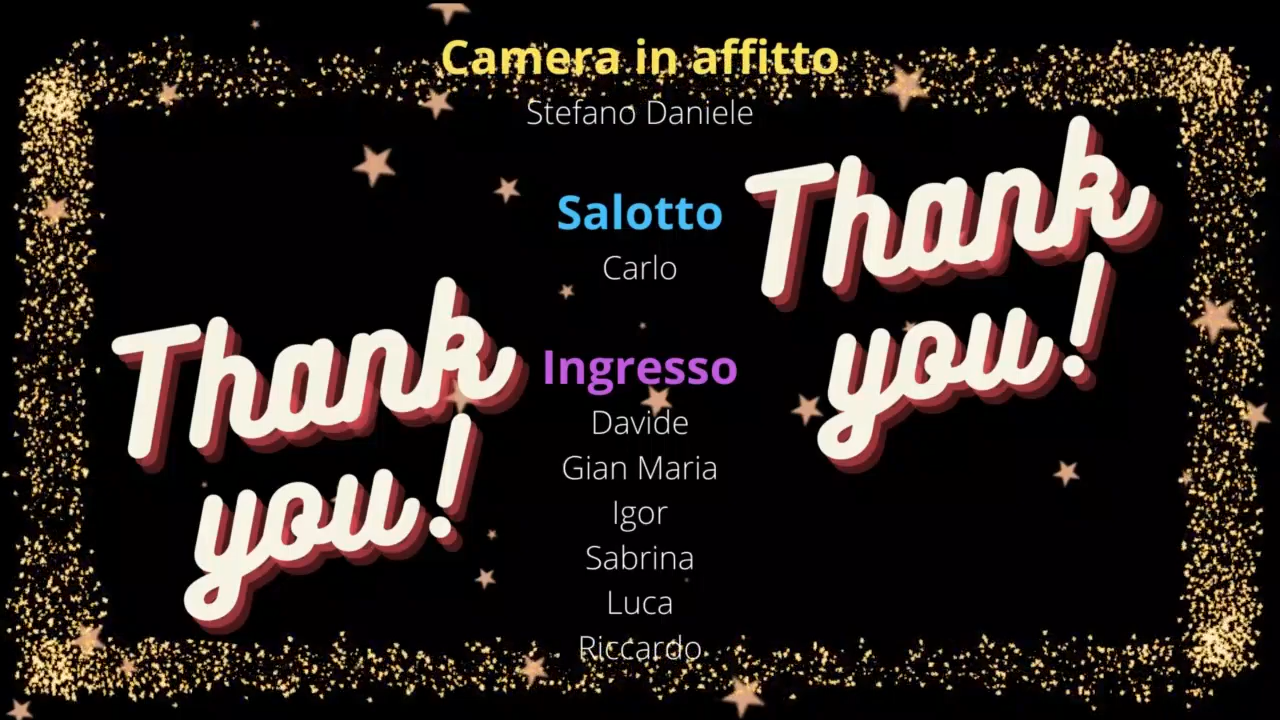 Camera in affitto
Stefano Daniele
Salotto
Carlo
Ingresso
Davide
Gian Maria
Igor
Sabrina
Luca
Riccardo
Thank
you!
Thank
you!